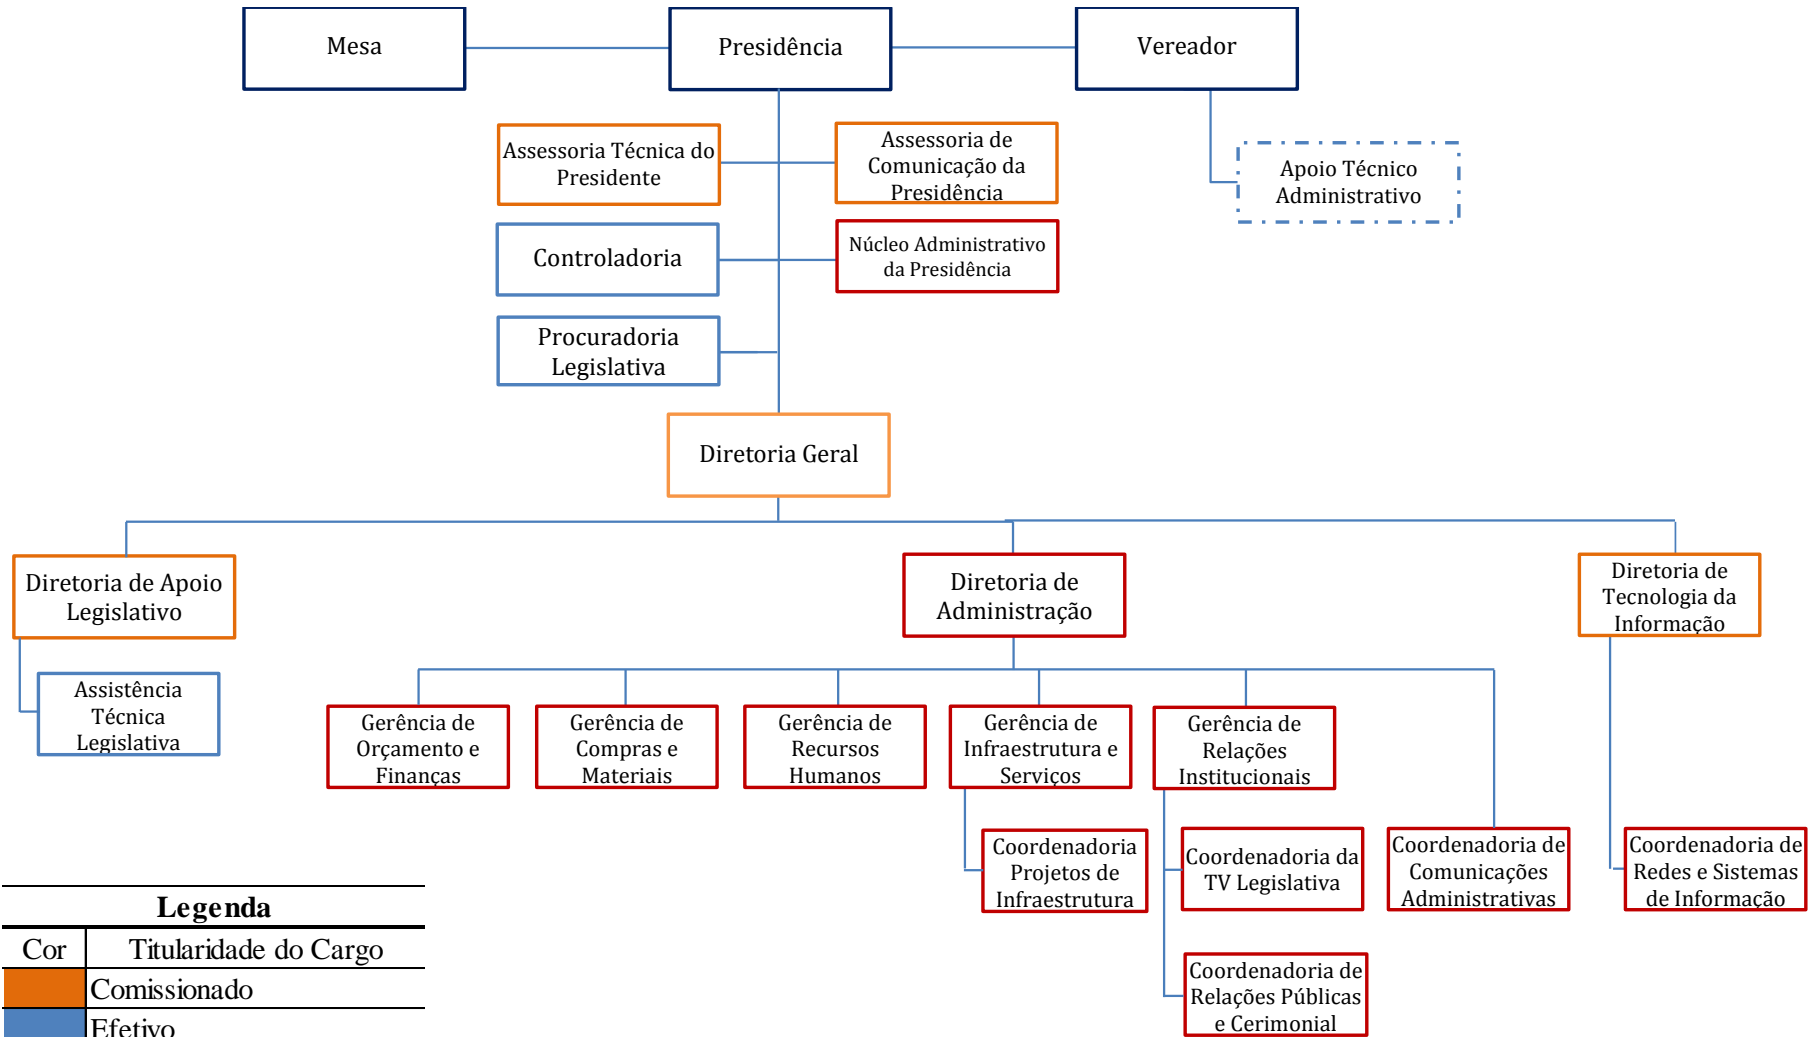 Mesa
Presidência
Vereador
Assessoria Técnica do
Presidente
Assessoria de
Comunicação da
Presidência
Apoio Técnico
Administrativo
Controladoria
Núcleo Administrativo
da Presidência
Procuradoria
Legislativa
Diretoria Geral
Diretoria de Apoio
Legislativo
Diretoria de
Administração
Diretoria de
Tecnologia da
Informação
Assistência
Técnica
Legislativa
Gerência de
Orçamento e
Finanças
Gerência de
Compras e
Materiais
Gerência de
Recursos
Humanos
Gerência de
Infraestrutura e
Serviços
Gerência de
Relações
Institucionais
Coordenadoria
Projetos de
Infraestrutura
Coordenadoria da
TV Legislativa
Coordenadoria de
Comunicações
Administrativas
Coordenadoria de
Redes e Sistemas
de Informação
Coordenadoria de
Relações Públicas
e Cerimonial
Legenda
Cor Titularidade do Cargo
Comissionado
Efetivo